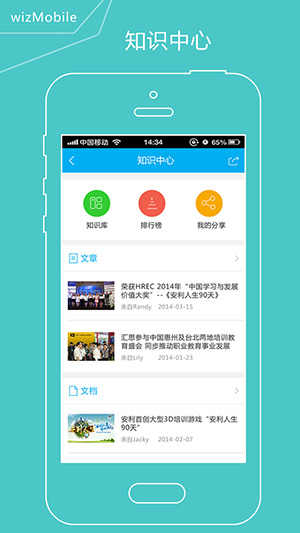 wizMobile
知识中心
中国移动
14:34
知识中心
知识库
排行榜
我的分享
文章
荣获HREC 2014年“中国学习与发展
价值大奖”--《安利人生90天》
来自Randy 2014-03-15
汇思参与中国惠州及台北两地培训教
育盛会 同步推动职业教育事业发展
来自Lily 2014-01-23
文档
安利首创大型3D培训游戏“安利人生
90天”
来自Jacky 2014-02-07